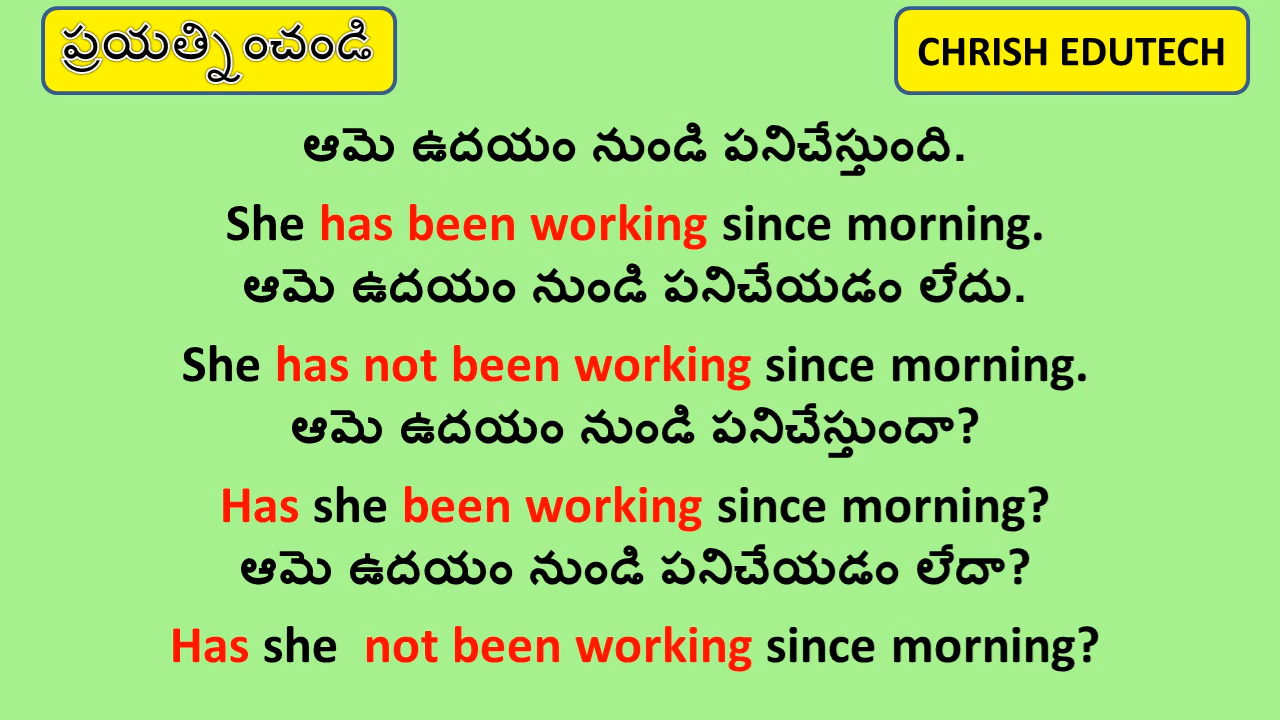 ప్రయత్నించండి
CHRISH EDUTECH
ఆమె ఉదయం నుండి పనిచేస్తుంది.
She has been working since morning.
ఆమె ఉదయం నుండి పనిచేయడం లేదు.
She has not been working since morning.
ఆమె ఉదయం నుండి పనిచేస్తుందా?
Has she been working since morning?
ఆమె ఉదయం నుండి పనిచేయడం లేదా?
Has she not been working since morning?